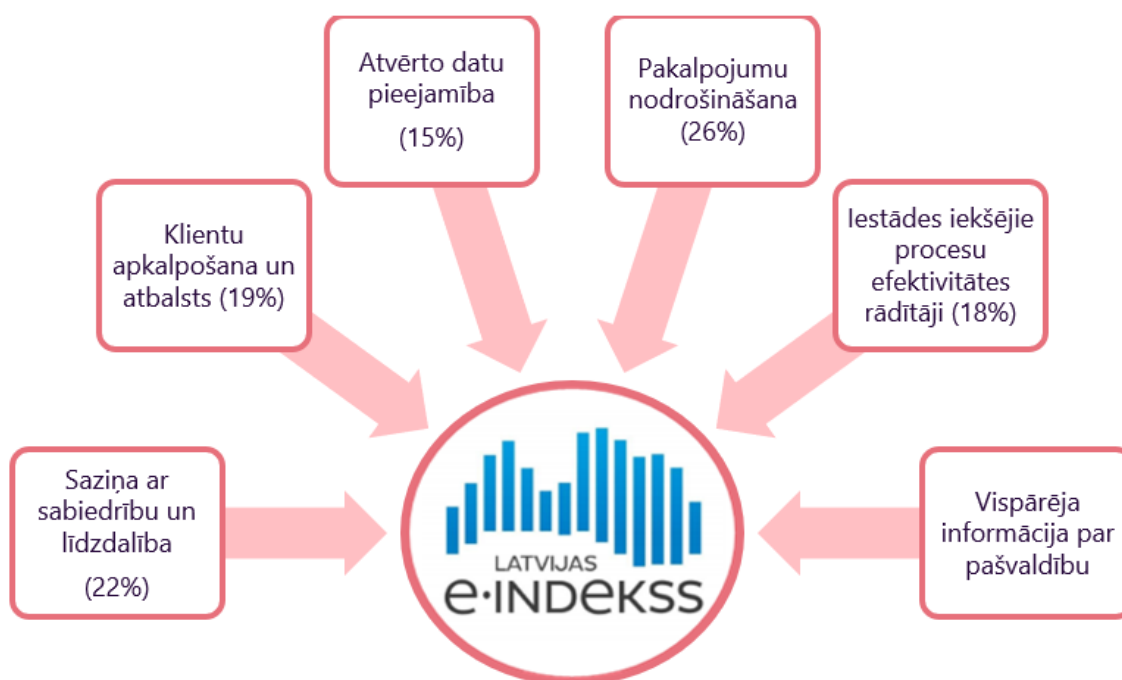 Atvērto datu
pieejamība
(15%)
Pakalpojumu
nodrošināšana
(26%)
Klientu
apkalpošana un
atbalsts (19%)
Iestādes iekšējie
procesu
efektivitātes
rādītāji (18%)
Saziņa ar
sabiedrību un
līdzdalība
(22%)
Vispārēja
informācija par
pašvaldību
LATVIJAS
e·INDeKSS